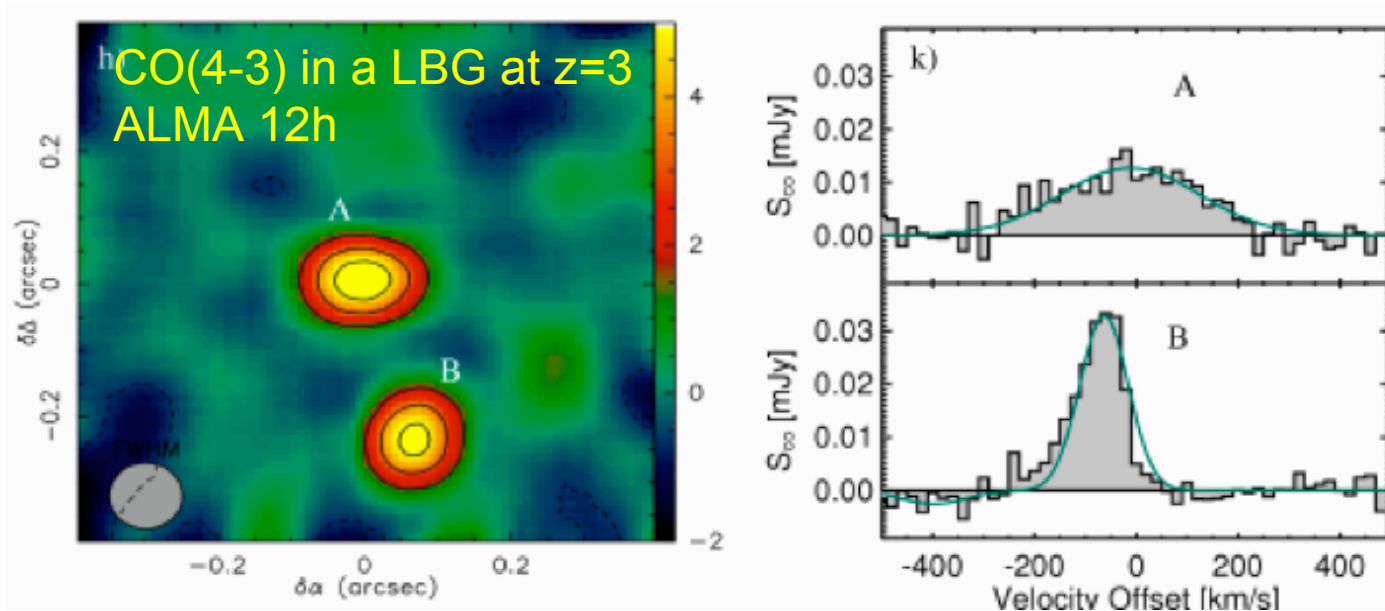 h)
CO(4-3) in a LBG at z=3
ALMA 12h
A
B
FWHM
0.2
0
-0.2
δΔ (arcsec)
-0.2
0
0.2
δα (arcsec)
4
2
0
-2
k)
A
0.03
0.02
0.01
0.00
S_co [mJy]
B
0.03
0.02
0.01
0.00
S_co [mJy]
-400
-200
0
200
400
Velocity Offset [km/s]